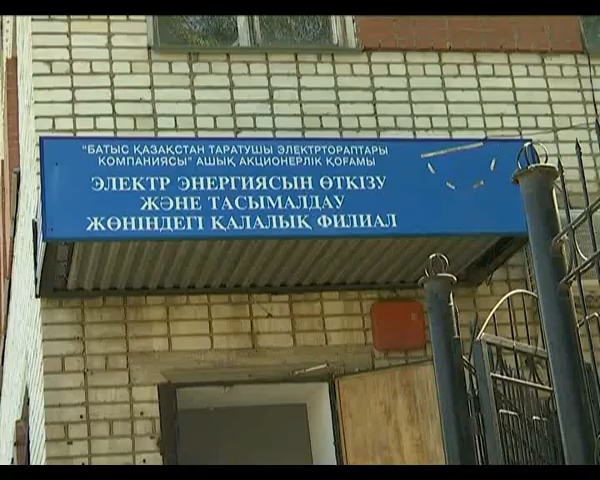 "БАТЫС ҚАЗАҚСТАН ТАРАТУШЫ ЭЛЕКТРТОРАПТАРЫ
КОМПАНИЯСЫ" АШЫҚ АКЦИОНЕРЛІК ҚОҒАМЫ
ЭЛЕКТР ЭНЕРГИЯСЫН ӨТКІЗУ
ЖӘНЕ ТАСЫМАЛДАУ
ЖӨНІНДЕГІ ҚАЛАЛЫҚ ФИЛИАЛ